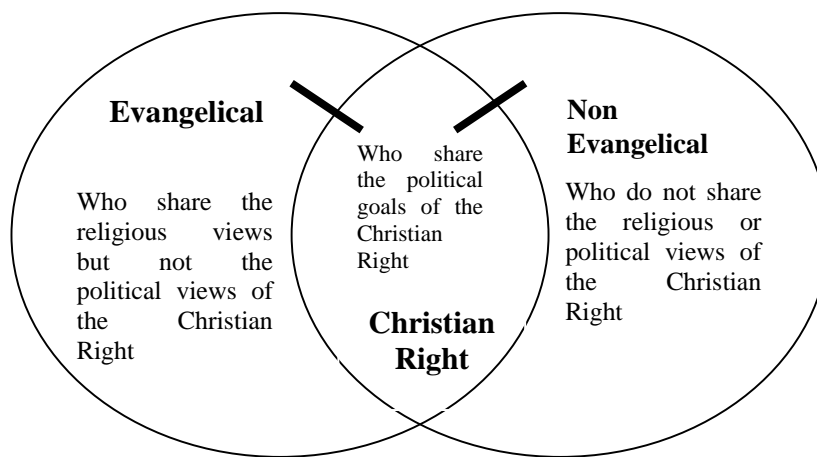 Evangelical
Who share the
religious views
but not the
political views of
the Christian
Right
Who share
the political
goals of the
Christian
Right
Christian
Right
Non
Evangelical
Who do not share
the religious or
political views of
the Christian
Right